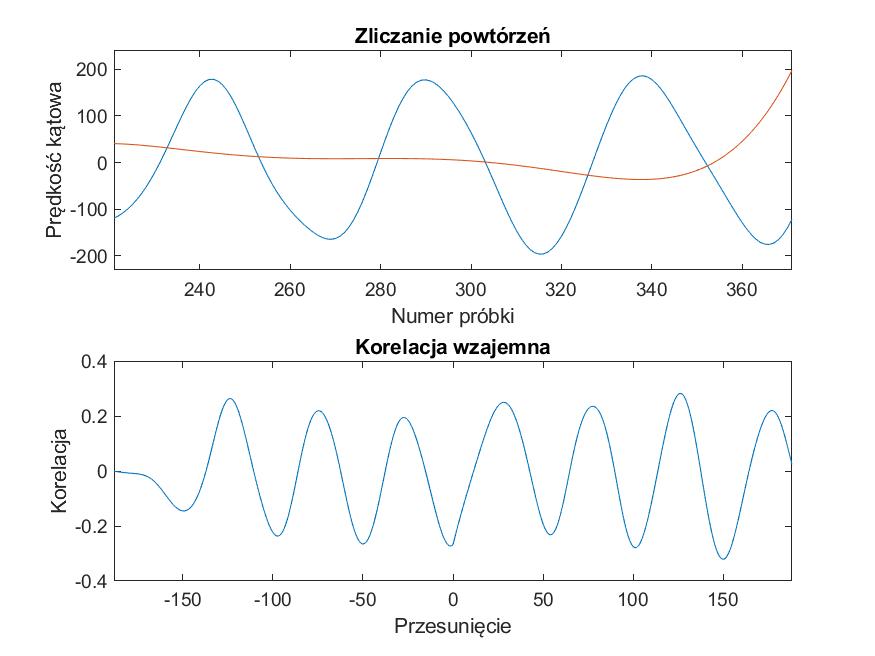 Zliczanie powtórzeń
Prędkość kątowa
200
100
0
-100
-200
240 260 280 300 320 340 360
Numer próbki
Korelacja wzajemna
Korelacja
0.4
0.2
0
-0.2
-0.4
-150 -100 -50 0 50 100 150
Przesunięcie